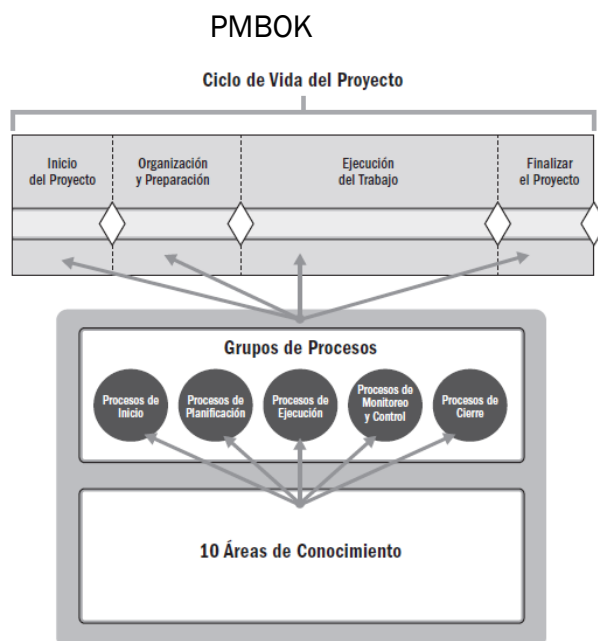 PMBOK
Ciclo de Vida del Proyecto
Inicio
del Proyecto
Organización
y Preparación
Ejecución
del Trabajo
Finalizar
el Proyecto
Grupos de Procesos
Procesos de
Inicio
Procesos de
Planificación
Procesos de
Ejecución
Procesos de
Monitoreo
y Control
Procesos de
Cierre
10 Áreas de Conocimiento